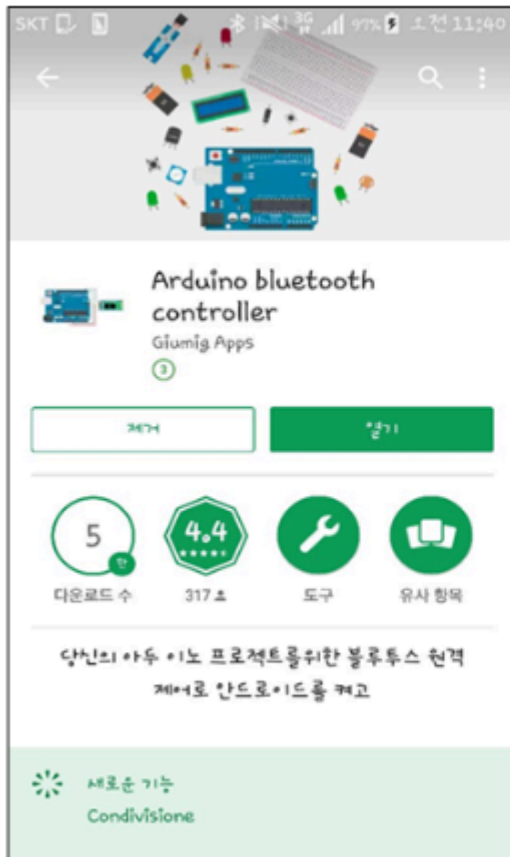 SKT 3G 97% 오전 11:40
Arduino bluetooth
controller
Giumig Apps
3
제거 열기
5 만 4.4
다운로드 수 317 도구 유사 항목
당신의 아두 이노 프로젝트를위한 블루투스 원격
제어로 안드로이드를 켜고
새로운 기능
Condivisione